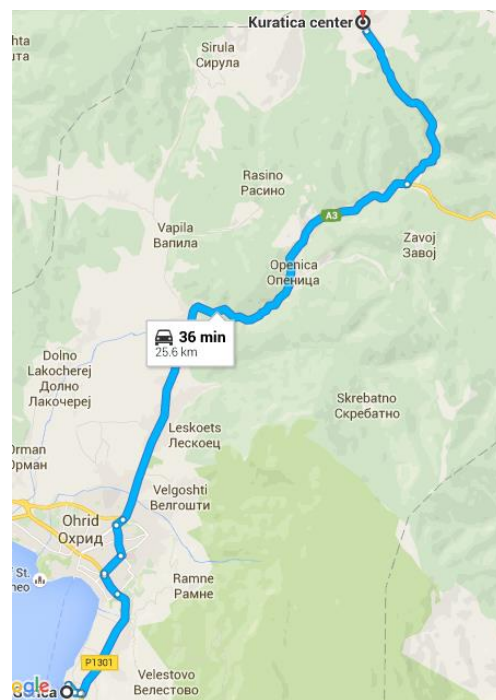 Kuratica center
Sirula
Сирула
Rasino
Расино
A3
Vapila
Вапила
Zavoj
Завој
Openica
Опеница
36 min
25.6 km
Dolno
Lakocherej
Долно
Лакочереј
Skrebatno
Скребатно
Leskoets
Лескоец
Velgoshti
Велгошти
Ohrid
Охрид
St.
Ramne
Рамне
P1301
Velestovo
Велестово